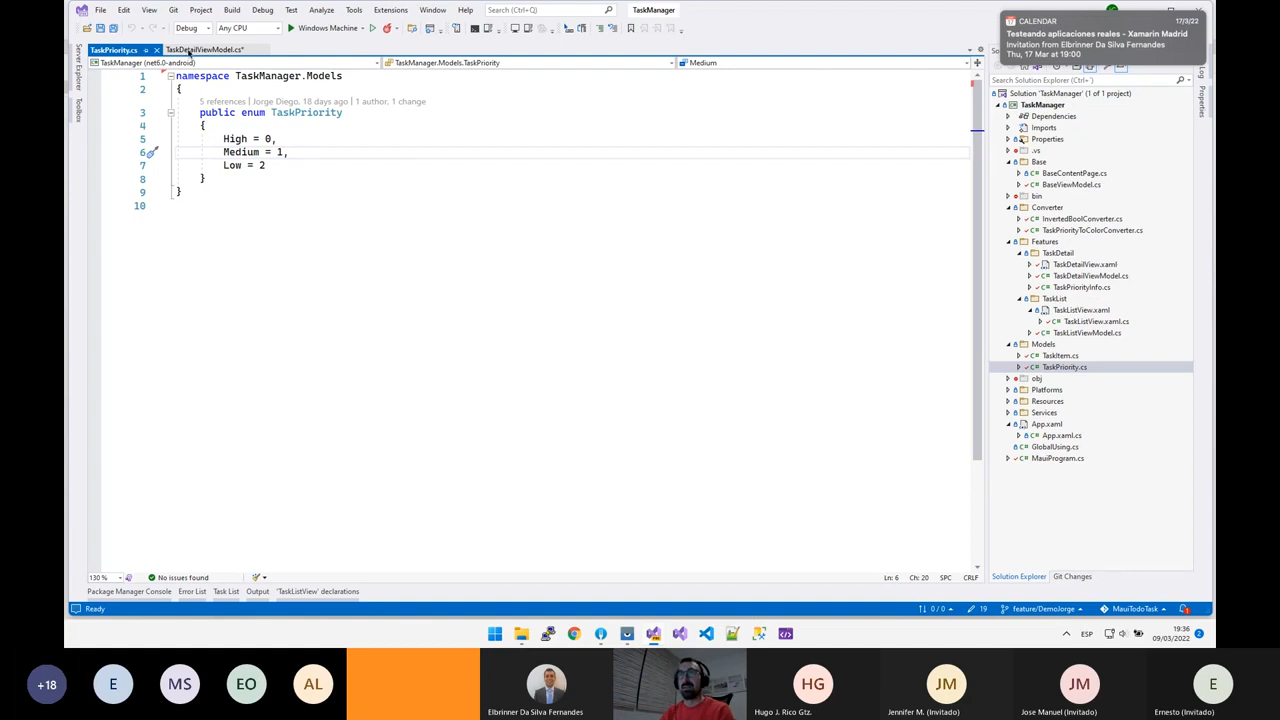 File Edit View Git Project Build Debug Test Analyze Tools Extensions Window Help Search (Ctrl+Q) TaskManager
Debug Any CPU Windows Machine
CALENDAR 17/3/22
Testeando aplicaciones reales - Xamarin Madrid
Invitation from Elbrinner Da Silva Fernandes
Thu, 17 Mar at 19:00
Server Explorer
Toolbox
TaskPriority.cs TaskDetailViewModel.cs*
TaskManager (net6.0-android) TaskManager.Models.TaskPriority Medium
1 namespace TaskManager.Models
2 {
5 references | Jorge Diego, 18 days ago | 1 author, 1 change
3 public enum TaskPriority
4 {
5 High = 0,
6 Medium = 1,
7 Low = 2
8 }
9 }
10
130 % No issues found Ln: 6 Ch: 20 SPC CRLF
Package Manager Console Error List Task List Output 'TaskListView' declarations
Search Solution Explorer (Ctrl+')
Solution 'TaskManager' (1 of 1 project)
TaskManager
Dependencies
Imports
Properties
.vs
Base
C# BaseContentPage.cs
C# BaseViewModel.cs
bin
Converter
C# InvertedBoolConverter.cs
C# TaskPriorityToColorConverter.cs
Features
TaskDetail
TaskDetailView.xaml
C# TaskDetailViewModel.cs
C# TaskPriorityInfo.cs
TaskList
TaskListView.xaml
C# TaskListView.xaml.cs
C# TaskListViewModel.cs
Models
C# TaskItem.cs
C# TaskPriority.cs
obj
Platforms
Resources
Services
App.xaml
C# App.xaml.cs
C# GlobalUsing.cs
C# MauiProgram.cs
Solution Explorer Git Changes
Properties
Ready 0 / 0 19 feature/DemoJorge MauiTodoTask 1
ESP 19:36
09/03/2022 2
+18 E MS EO AL HG JM JM E
Elbrinner Da Silva Fernandes Hugo J. Rico Gtz. Jennifer M. (Invitado) Jose Manuel (Invitado) Ernesto (Invitado)